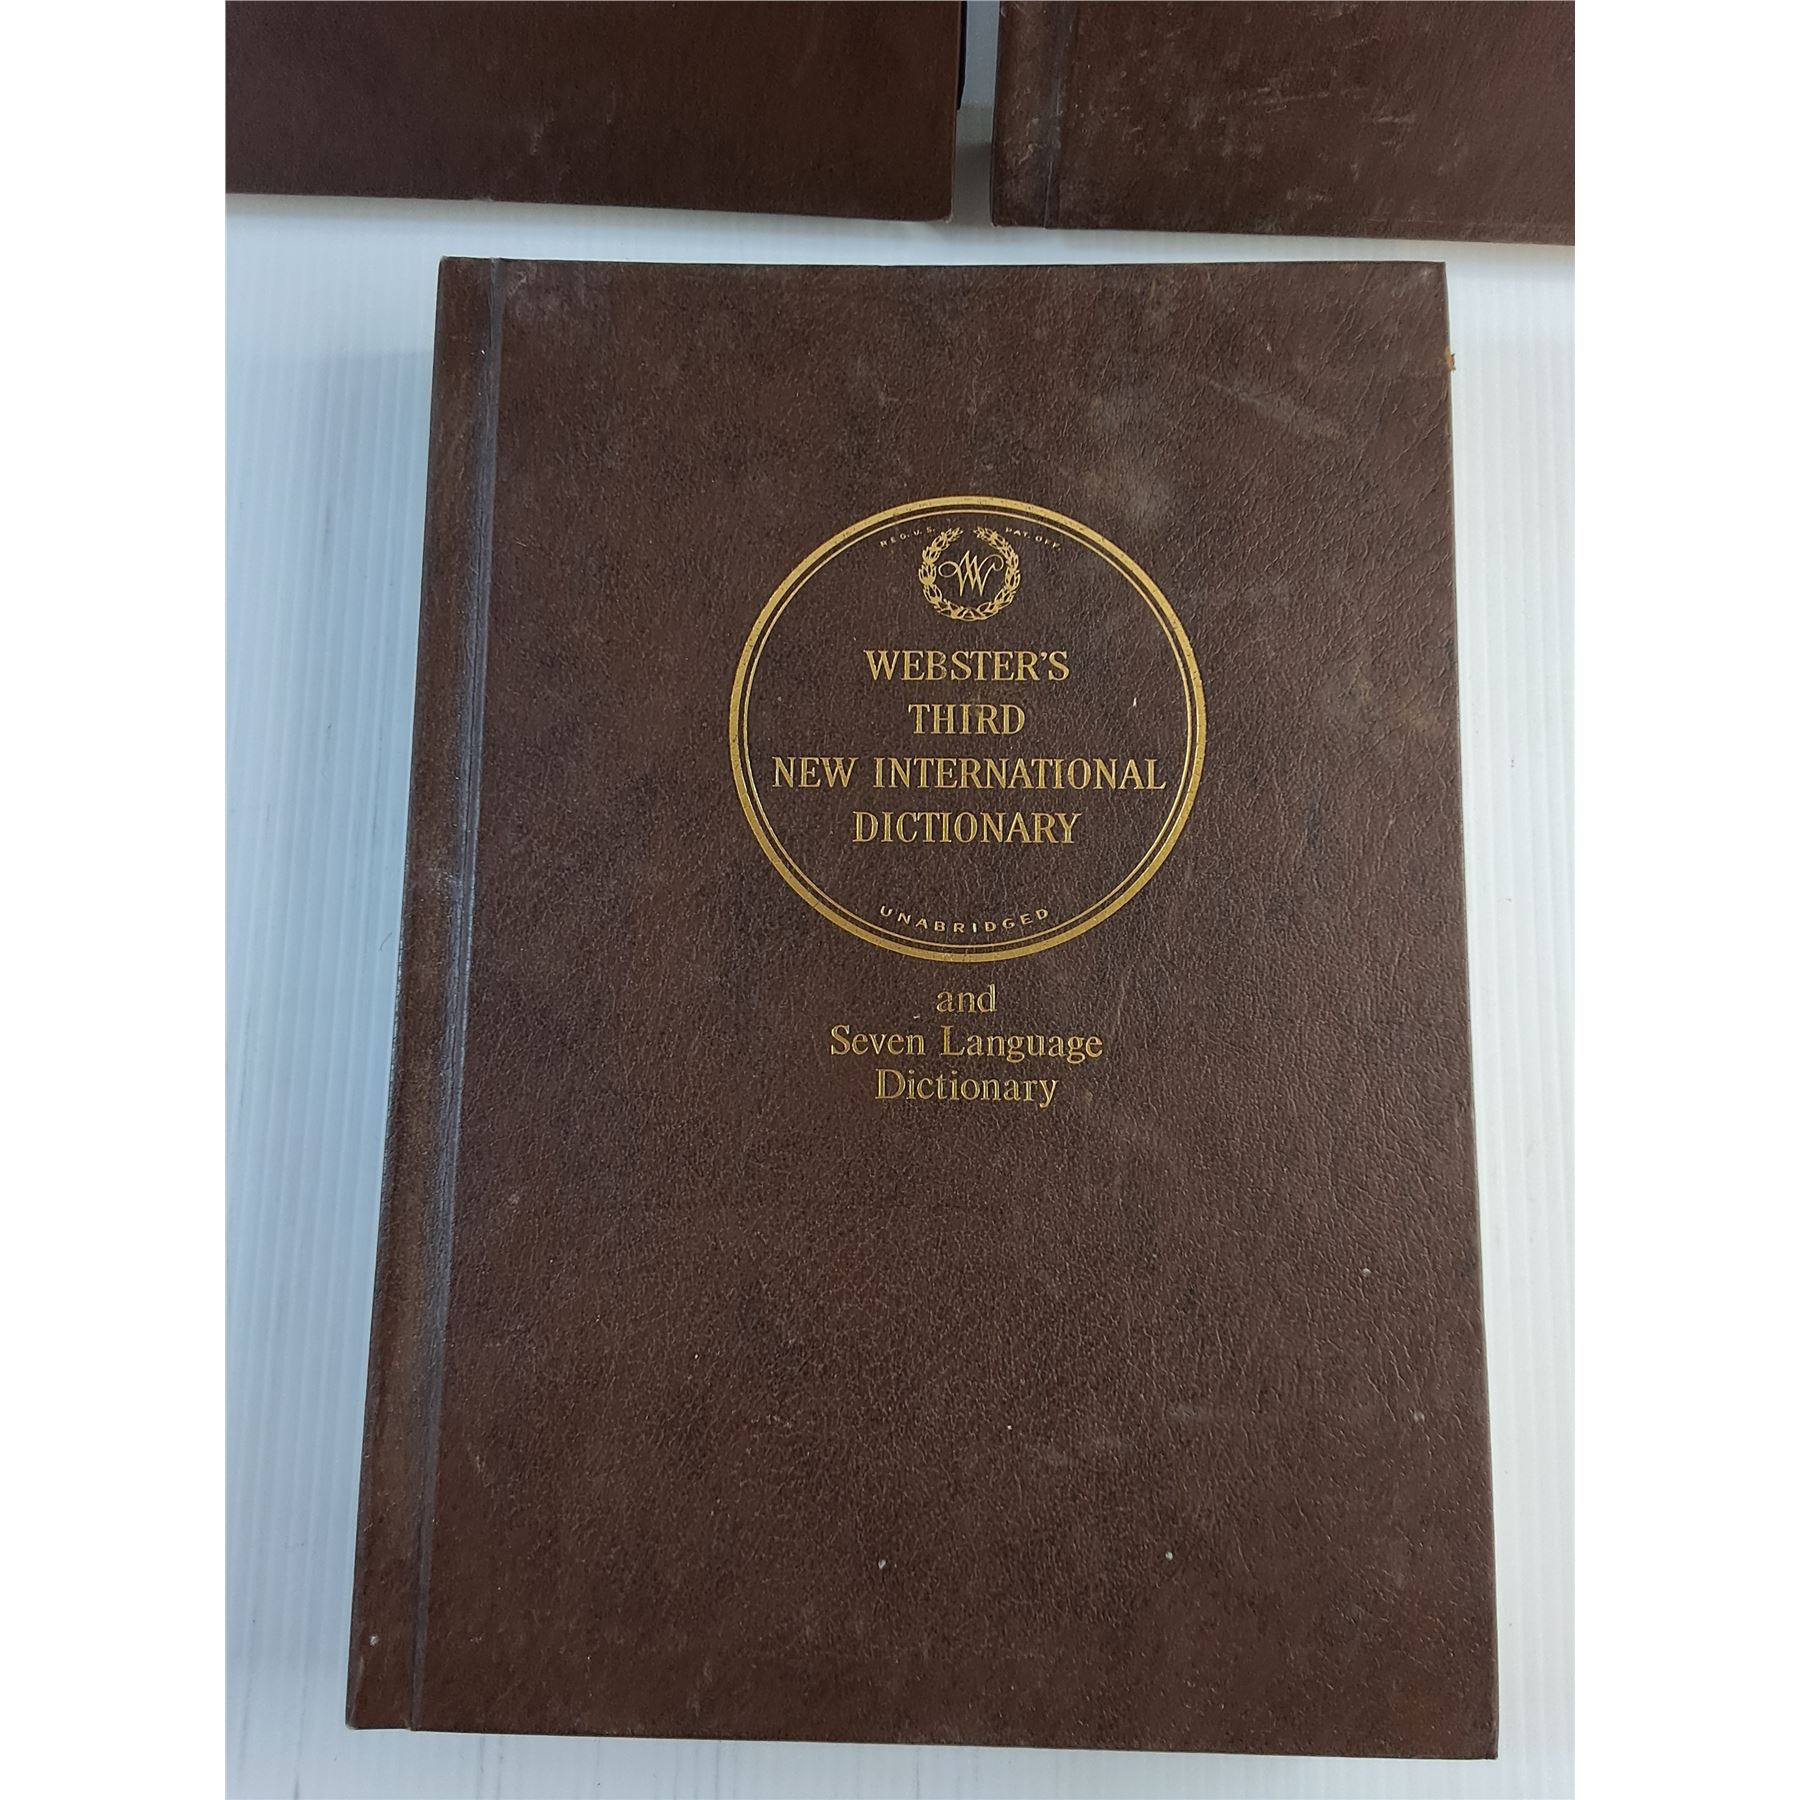 REG. U.S. PAT. OFF.
W
WEBSTER'S
THIRD
NEW INTERNATIONAL
DICTIONARY
UNABRIDGED
and
Seven Language
Dictionary